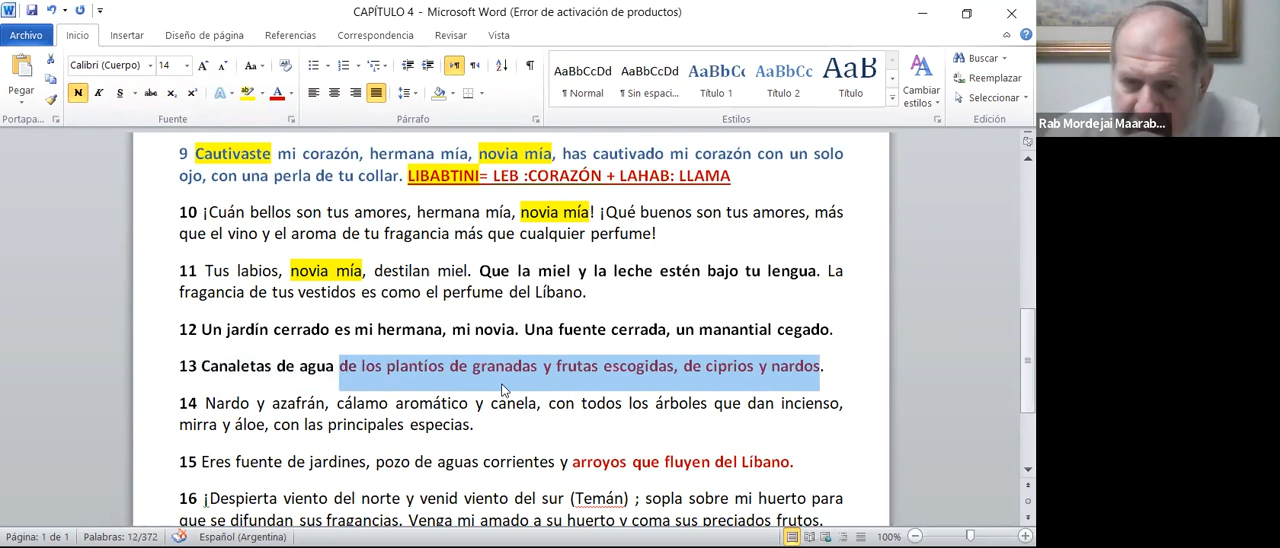 CAPÍTULO 4 - Microsoft Word (Error de activación de productos)
Archivo Inicio Insertar Diseño de página Referencias Correspondencia Revisar Vista
Calibri (Cuerpo) 14
Pegar
Portapa...
Fuente
Párrafo
AaBbCcDd AaBbCcDd AaBbCc AaBbCc AaB
¶ Normal ¶ Sin espaci... Título 1 Título 2 Título
Cambiar estilos
Estilos
Buscar
Reemplazar
Seleccionar
Edición
Rab Mordejai Maarab...
9 Cautivaste mi corazón, hermana mía, novia mía, has cautivado mi corazón con un solo
ojo, con una perla de tu collar. LIBABTINI= LEB :CORAZÓN + LAHAB: LLAMA
10 ¡Cuán bellos son tus amores, hermana mía, novia mía! ¡Qué buenos son tus amores, más
que el vino y el aroma de tu fragancia más que cualquier perfume!
11 Tus labios, novia mía, destilan miel. Que la miel y la leche estén bajo tu lengua. La
fragancia de tus vestidos es como el perfume del Líbano.
12 Un jardín cerrado es mi hermana, mi novia. Una fuente cerrada, un manantial cegado.
13 Canaletas de agua de los plantíos de granadas y frutas escogidas, de ciprios y nardos.
14 Nardo y azafrán, cálamo aromático y canela, con todos los árboles que dan incienso,
mirra y áloe, con las principales especias.
15 Eres fuente de jardines, pozo de aguas corrientes y arroyos que fluyen del Líbano.
16 ¡Despierta viento del norte y venid viento del sur (Temán) ; sopla sobre mi huerto para
que se difundan sus fragancias. Venga mi amado a su huerto y coma sus preciados frutos.
Página: 1 de 1 Palabras: 12/372 Español (Argentina) 100%